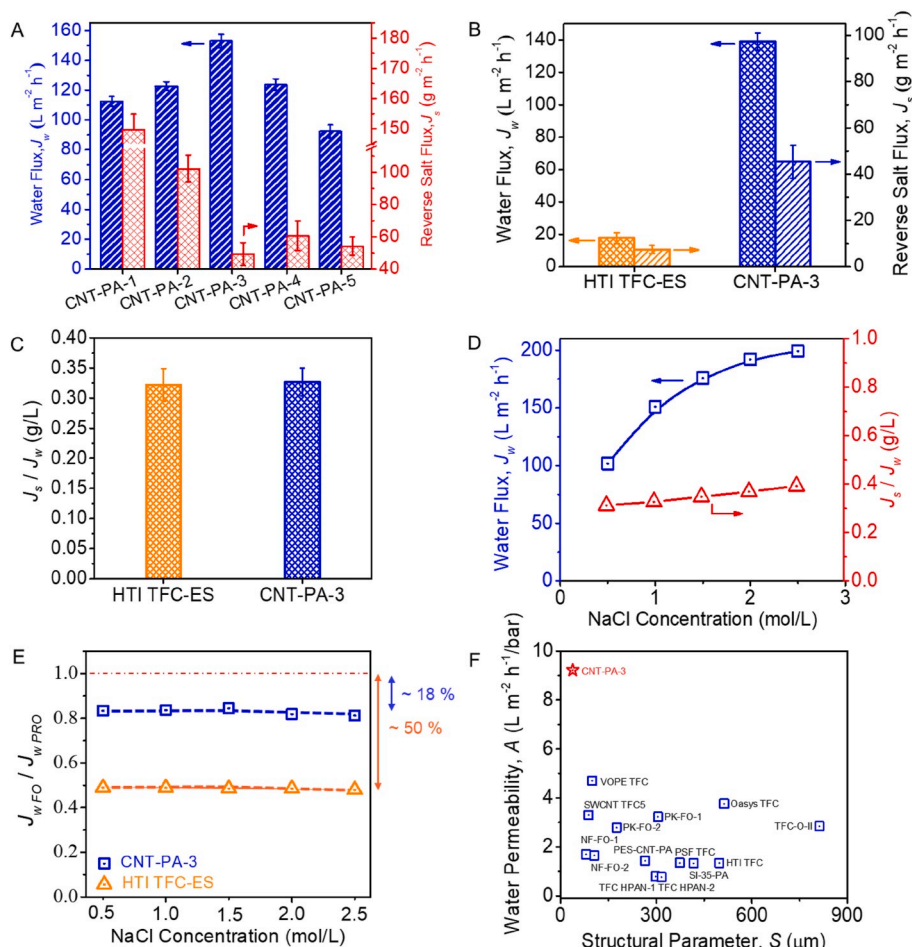 A
Water Flux, J_w (L m⁻² h⁻¹)
160
140
120
100
80
60
40
20
0
180
170
160
150
100
80
60
40
Reverse Salt Flux, J_s (g m⁻² h⁻¹)
CNT-PA-1
CNT-PA-2
CNT-PA-3
CNT-PA-4
CNT-PA-5
B
Water Flux, J_w (L m⁻² h⁻¹)
140
120
100
80
60
40
20
0
100
80
60
40
20
0
Reverse Salt Flux, J_s (g m⁻² h⁻¹)
HTI TFC-ES
CNT-PA-3
C
J_s / J_w (g/L)
0.40
0.35
0.30
0.25
0.20
0.15
0.10
0.05
0.00
HTI TFC-ES
CNT-PA-3
D
Water Flux, J_w (L m⁻² h⁻¹)
200
150
100
75
50
25
0
1.0
0.8
0.6
0.4
0.2
0.0
J_s / J_w (g/L)
0
1
2
3
NaCl Concentration (mol/L)
E
J_w FO / J_w PRO
1.0
0.8
0.6
0.4
0.2
0.0
~ 18 %
~ 50 %
CNT-PA-3
HTI TFC-ES
0.5
1.0
1.5
2.0
2.5
NaCl Concentration (mol/L)
F
Water Permeability, A (L m⁻² h⁻¹/bar)
10
8
6
4
2
0
CNT-PA-3
VOPE TFC
SWCNT TFC5
PK-FO-1
Oasys TFC
PK-FO-2
TFC-O-II
NF-FO-1
PES-CNT-PA
PSF TFC
HTI TFC
NF-FO-2
SI-35-PA
TFC HPAN-1
TFC HPAN-2
0
300
600
900
Structural Parameter, S (μm)